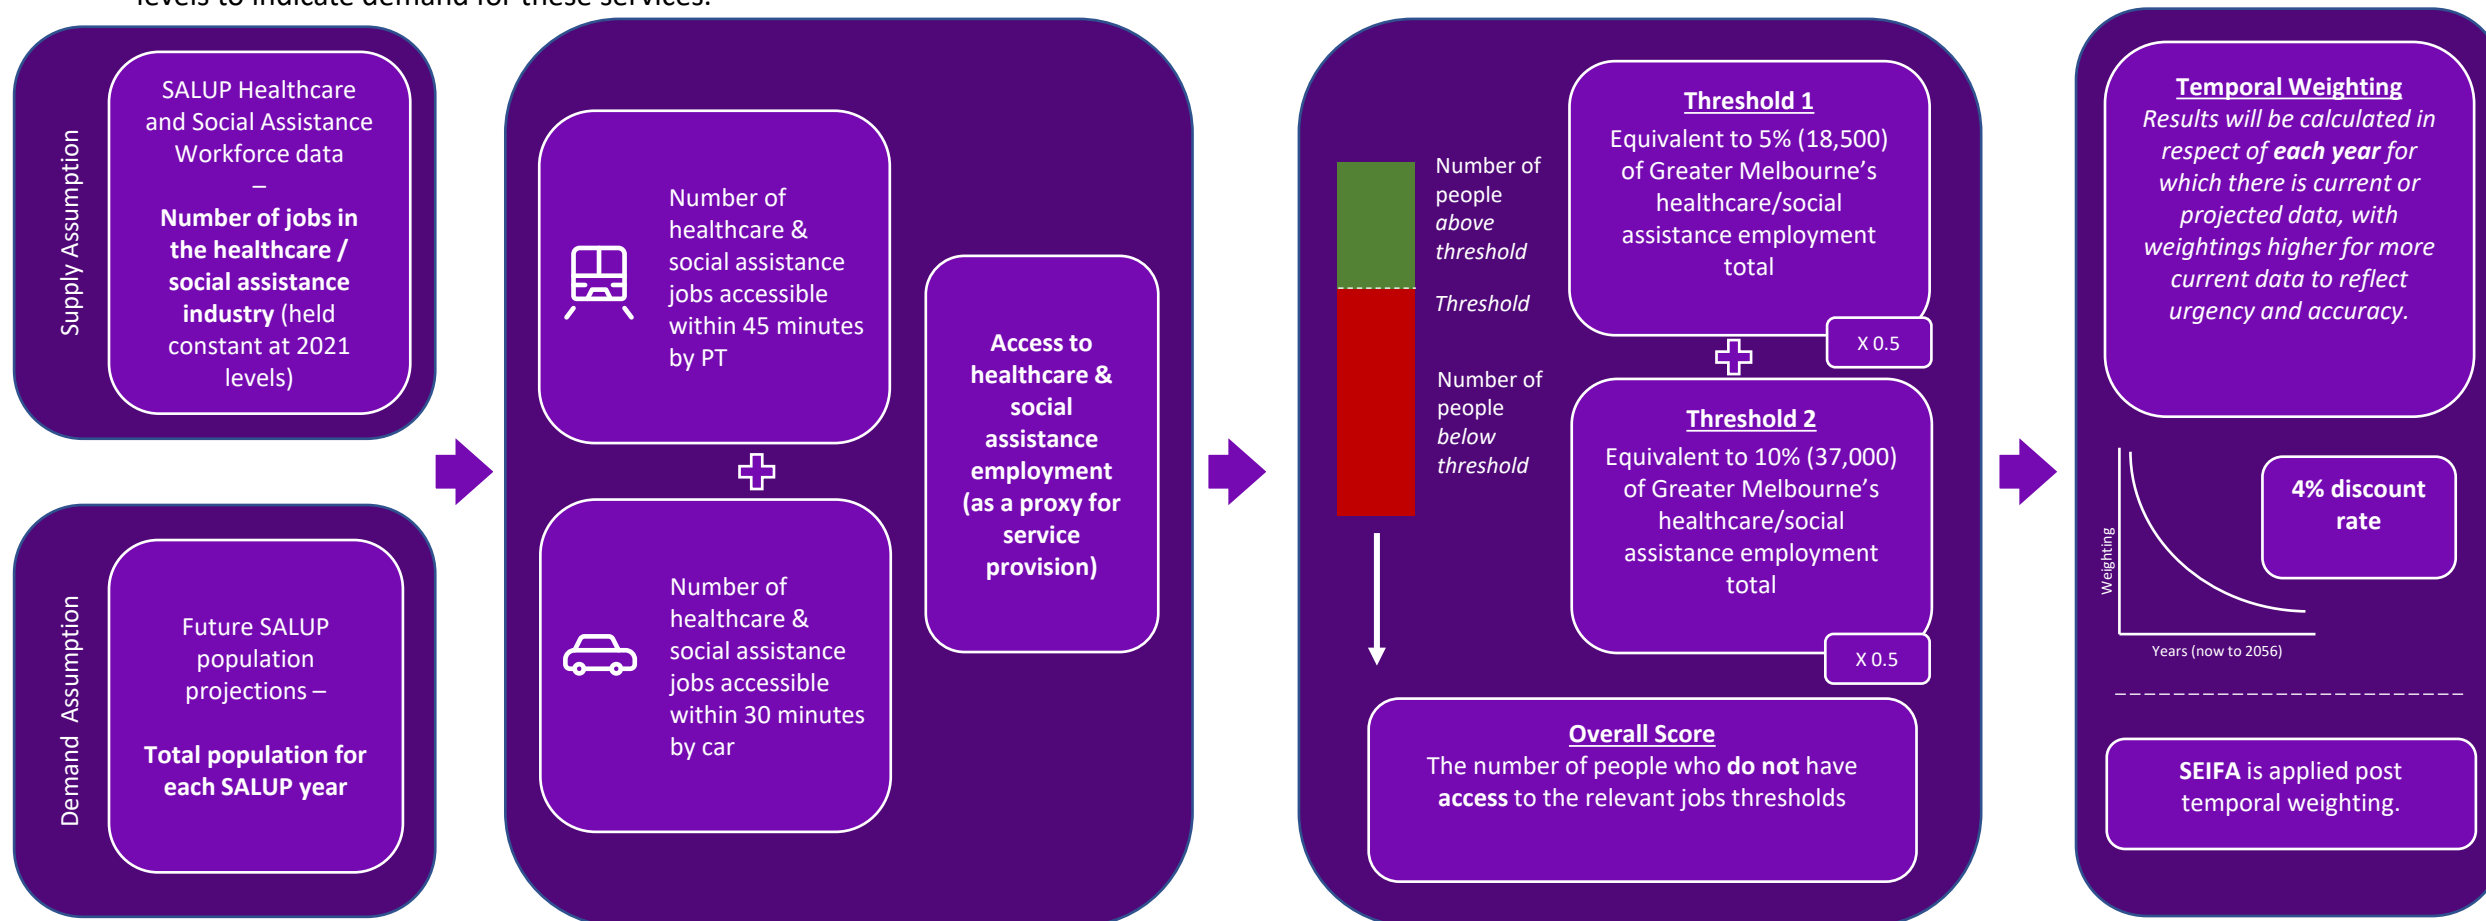 levels to indicate demand for these services.
Supply Assumption
SALUP Healthcare
and Social Assistance
Workforce data
–
Number of jobs in
the healthcare /
social assistance
industry (held
constant at 2021
levels)
Demand Assumption
Future SALUP
population
projections –
Total population for
each SALUP year
Number of
healthcare &
social assistance
jobs accessible
within 45 minutes
by PT
Number of
healthcare &
social assistance
jobs accessible
within 30 minutes
by car
Access to
healthcare &
social
assistance
employment
(as a proxy for
service
provision)
Number of
people
above
threshold
Threshold
Number of
people
below
threshold
Threshold 1
Equivalent to 5% (18,500)
of Greater Melbourne’s
healthcare/social
assistance employment
total
X 0.5
Threshold 2
Equivalent to 10% (37,000)
of Greater Melbourne’s
healthcare/social
assistance employment
total
X 0.5
Overall Score
The number of people who do not have
access to the relevant jobs thresholds
Temporal Weighting
Results will be calculated in
respect of each year for
which there is current or
projected data, with
weightings higher for more
current data to reflect
urgency and accuracy.
Weighting
4% discount
rate
Years (now to 2056)
SEIFA is applied post
temporal weighting.